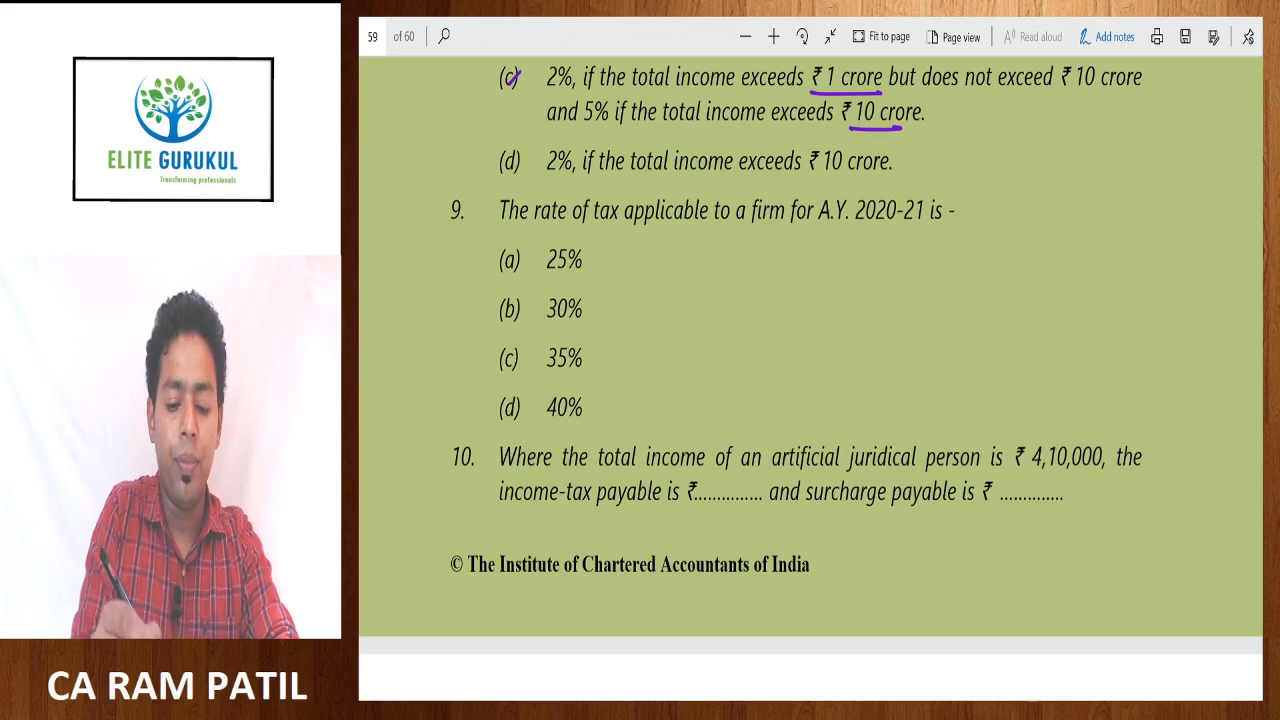 59 of 60
Fit to page
Page view
Read aloud
Add notes
ELITE GURUKUL
Transforming professionals
(c) 2%, if the total income exceeds ₹ 1 crore but does not exceed ₹ 10 crore
and 5% if the total income exceeds ₹ 10 crore.
(d) 2%, if the total income exceeds ₹ 10 crore.
9. The rate of tax applicable to a firm for A.Y. 2020-21 is -
(a) 25%
(b) 30%
(c) 35%
(d) 40%
10. Where the total income of an artificial juridical person is ₹ 4,10,000, the
income-tax payable is ₹............... and surcharge payable is ₹ ..............
© The Institute of Chartered Accountants of India
CA RAM PATIL